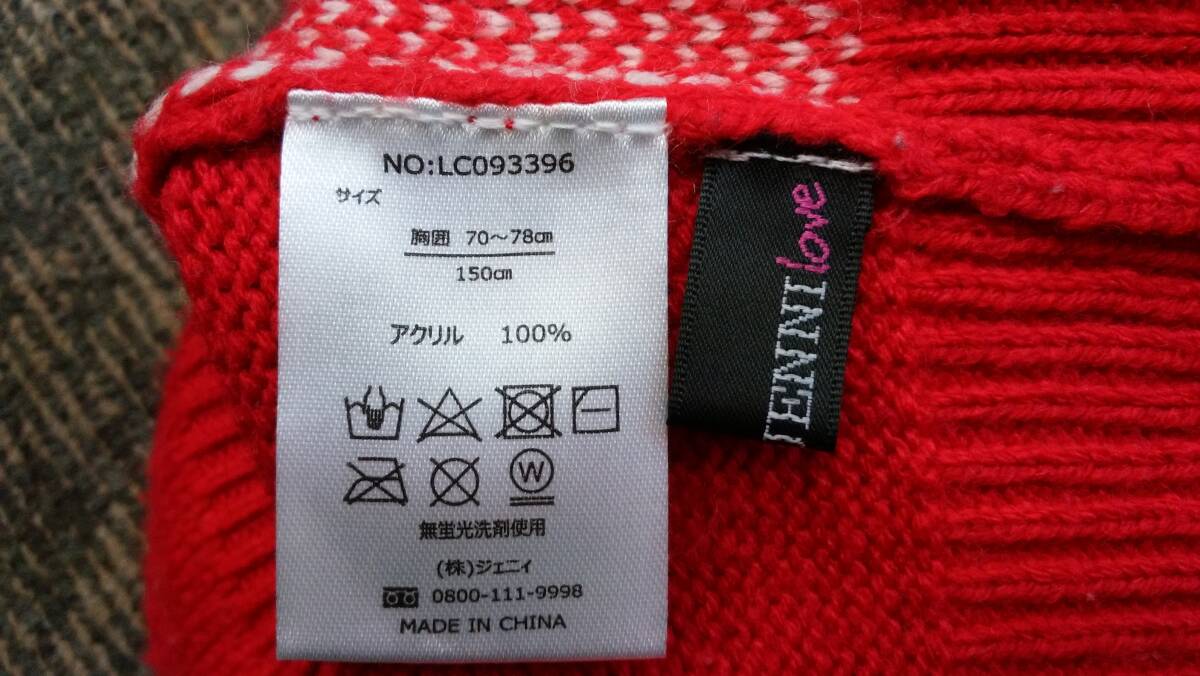 NO:LC093396
サイズ
胸囲 70～78㎝
150㎝
アクリル 100%
W
無蛍光洗剤使用
(株)ジェニィ
0800-111-9998
MADE IN CHINA
JENNI love